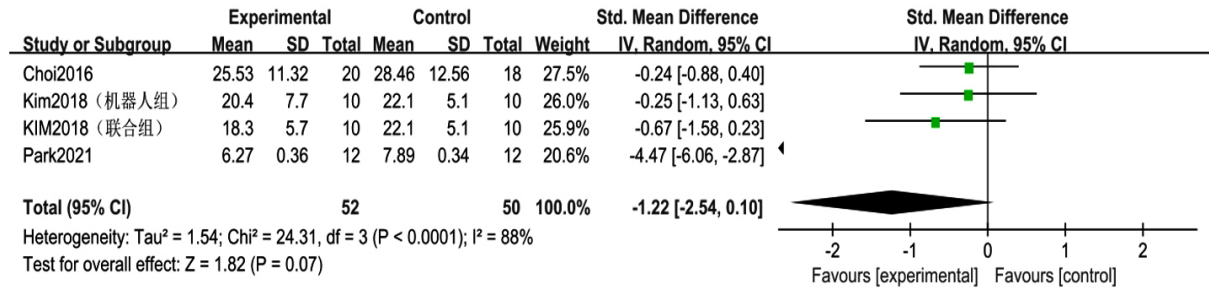 Experimental Control Std. Mean Difference Std. Mean Difference
Study or Subgroup Mean SD Total Mean SD Total Weight IV, Random, 95% CI IV, Random, 95% CI
Choi2016 25.53 11.32 20 28.46 12.56 18 27.5% -0.24 [-0.88, 0.40]
Kim2018（机器人组） 20.4 7.7 10 22.1 5.1 10 26.0% -0.25 [-1.13, 0.63]
KIM2018（联合组） 18.3 5.7 10 22.1 5.1 10 25.9% -0.67 [-1.58, 0.23]
Park2021 6.27 0.36 12 7.89 0.34 12 20.6% -4.47 [-6.06, -2.87]
Total (95% CI) 52 50 100.0% -1.22 [-2.54, 0.10]
Heterogeneity: Tau² = 1.54; Chi² = 24.31, df = 3 (P < 0.0001); I² = 88%
Test for overall effect: Z = 1.82 (P = 0.07)
-2 -1 0 1 2
Favours [experimental] Favours [control]